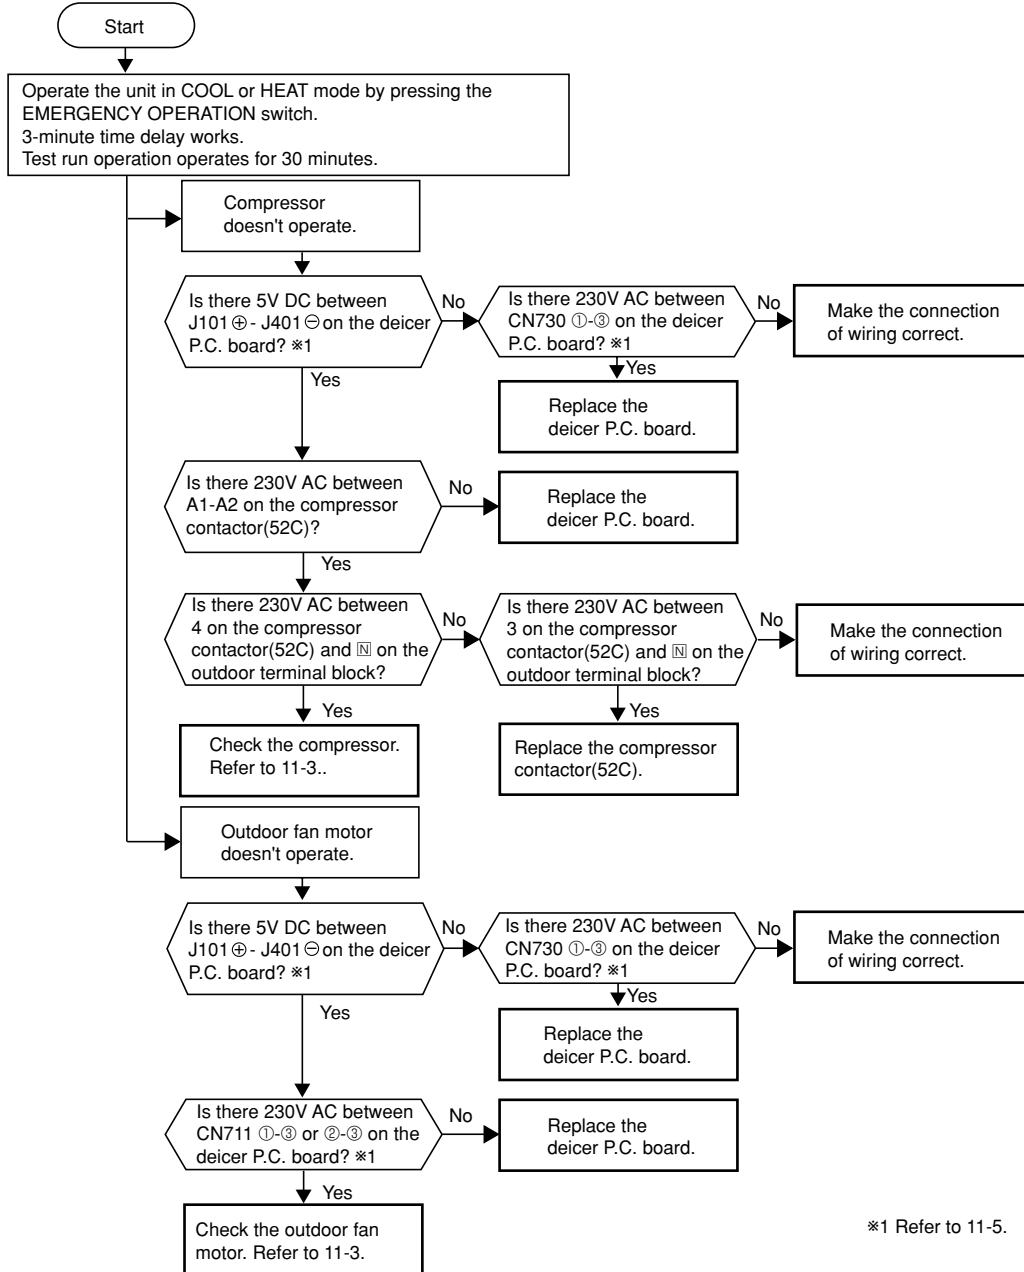 Start
Operate the unit in COOL or HEAT mode by pressing the
EMERGENCY OPERATION switch.
3-minute time delay works.
Test run operation operates for 30 minutes.
Compressor
doesn't operate.
Is there 5V DC between
J101 ⊕ - J401 ⊖ on the deicer
P.C. board? ※1
No
Is there 230V AC between
CN730 ①-③ on the deicer
P.C. board? ※1
No
Make the connection
of wiring correct.
Yes
Replace the
deicer P.C. board.
Yes
Is there 230V AC between
A1-A2 on the compressor
contactor(52C)?
No
Replace the
deicer P.C. board.
Yes
Is there 230V AC between
4 on the compressor
contactor(52C) and 🄽 on the
outdoor terminal block?
No
Is there 230V AC between
3 on the compressor
contactor(52C) and 🄽 on the
outdoor terminal block?
No
Make the connection
of wiring correct.
Yes
Check the compressor.
Refer to 11-3..
Yes
Replace the compressor
contactor(52C).
Outdoor fan motor
doesn't operate.
Is there 5V DC between
J101 ⊕ - J401 ⊖ on the deicer
P.C. board? ※1
No
Is there 230V AC between
CN730 ①-③ on the deicer
P.C. board? ※1
No
Make the connection
of wiring correct.
Yes
Replace the
deicer P.C. board.
Yes
Is there 230V AC between
CN711 ①-③ or ②-③ on the
deicer P.C. board? ※1
No
Replace the
deicer P.C. board.
Yes
Check the outdoor fan
motor. Refer to 11-3.
※1 Refer to 11-5.